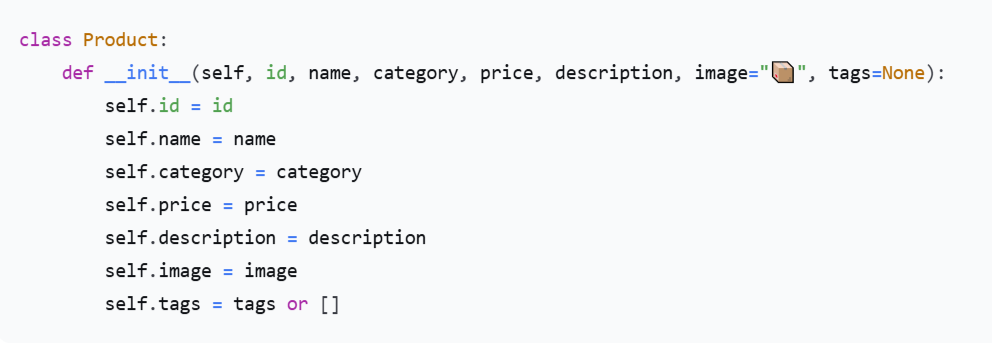 class Product:
    def __init__(self, id, name, category, price, description, image="📦", tags=None):
        self.id = id
        self.name = name
        self.category = category
        self.price = price
        self.description = description
        self.image = image
        self.tags = tags or []